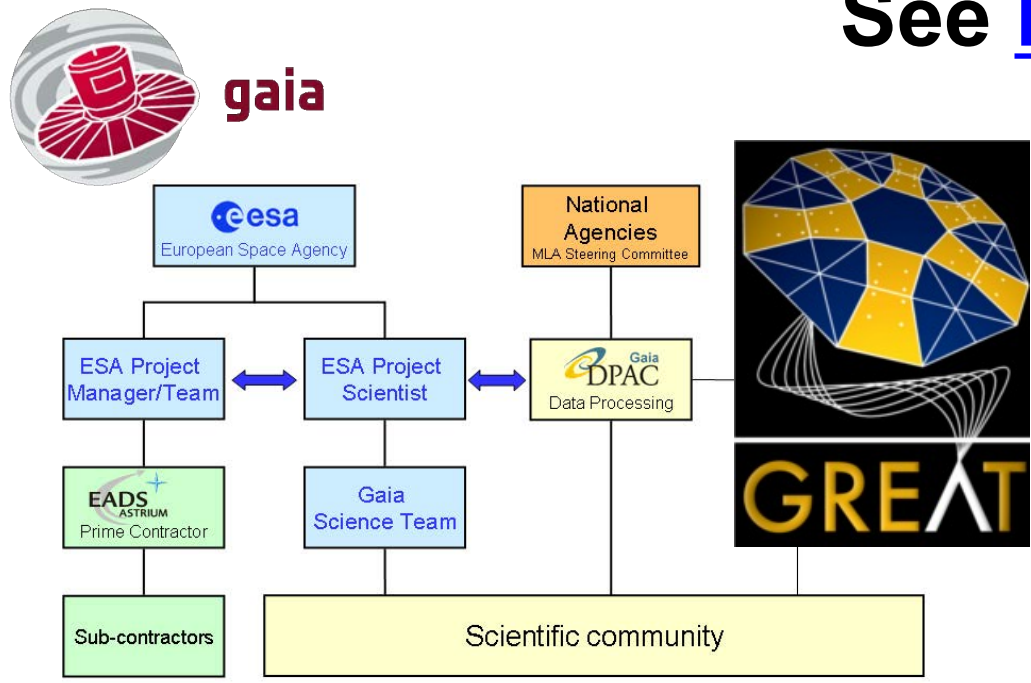 See
gaia
esa
European Space Agency
National
Agencies
MLA Steering Committee
ESA Project
Manager/Team
ESA Project
Scientist
Gaia
DPAC
Data Processing
EADS
ASTRIUM
Prime Contractor
Gaia
Science Team
GREAT
Sub-contractors
Scientific community